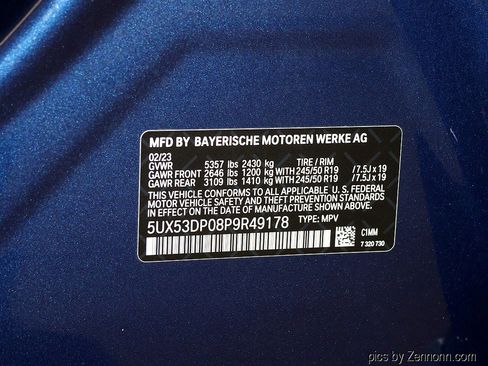 MFD BY BAYERISCHE MOTOREN WERKE AG
02/23
GVWR 5357 lbs 2430 kg TIRE / RIM
GAWR FRONT 2646 lbs 1200 kg WITH 245/50 R19 / 7.5J x 19
GAWR REAR 3109 lbs 1410 kg WITH 245/50 R19 / 7.5J x 19
THIS VEHICLE CONFORMS TO ALL APPLICABLE U.S. FEDERAL
MOTOR VEHICLE SAFETY, BUMPER, AND THEFT PREVENTION
STANDARDS IN EFFECT ON THE DATE OF MANUFACTURE SHOWN ABOVE.
5UX53DP08P9R49178 TYPE: MPV
C1MM
7 320 730
pics by Zennonn.com